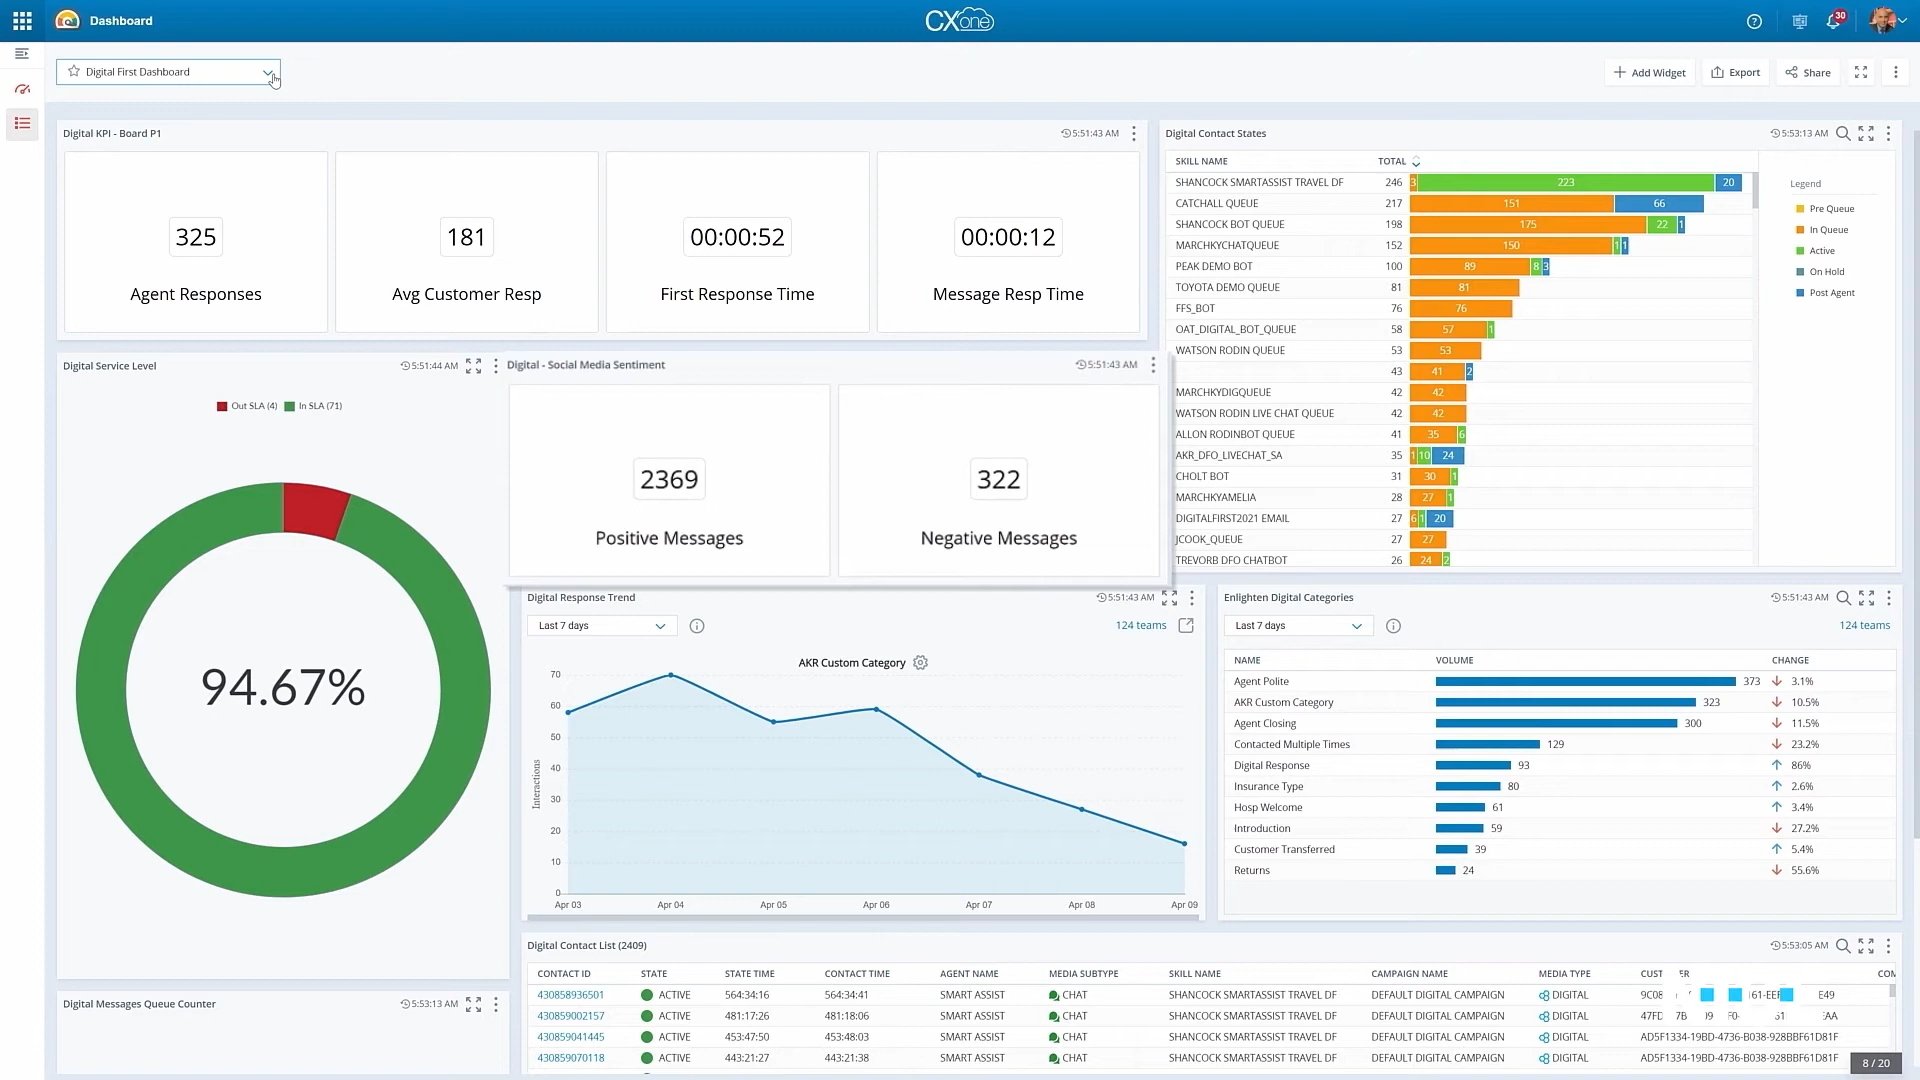 Dashboard
CXone
30
Digital First Dashboard
Add Widget
Export
Share
Digital KPI - Board P1
5:51:43 AM
325
Agent Responses
181
Avg Customer Resp
00:00:52
First Response Time
00:00:12
Message Resp Time
Digital Contact States
5:53:13 AM
SKILL NAME TOTAL
SHANCOCK SMARTASSIST TRAVEL DF 246 3 223 20
CATCHALL QUEUE 217 151 66
SHANCOCK BOT QUEUE 198 175 22 1
MARCHKYCHATQUEUE 152 150 1 1
PEAK DEMO BOT 100 89 8 3
TOYOTA DEMO QUEUE 81 81
FFS_BOT 76 76
OAT_DIGITAL_BOT_QUEUE 58 57 1
WATSON RODIN QUEUE 53 53
43 41 2
MARCHKYDIGQUEUE 42 42
WATSON RODIN LIVE CHAT QUEUE 42 42
ALLON RODINBOT QUEUE 41 35 6
AKR_DFO_LIVECHAT_SA 35 1 10 24
CHOLT BOT 31 30 1
MARCHKYAMELIA 28 27 1
DIGITALFIRST2021 EMAIL 27 6 1 20
JCOOK_QUEUE 27 27
TREVORB DFO CHATBOT 26 24 2
Legend
Pre Queue
In Queue
Active
On Hold
Post Agent
Digital Service Level
5:51:44 AM
Out SLA (4) In SLA (71)
94.67%
Digital - Social Media Sentiment
5:51:43 AM
2369
Positive Messages
322
Negative Messages
Digital Response Trend
5:51:43 AM
Last 7 days
124 teams
AKR Custom Category
Interactions
70
60
50
40
30
20
10
0
Apr 03 Apr 04 Apr 05 Apr 06 Apr 07 Apr 08 Apr 09
Enlighten Digital Categories
5:51:43 AM
Last 7 days
124 teams
NAME VOLUME CHANGE
Agent Polite 373 3.1%
AKR Custom Category 323 10.5%
Agent Closing 300 11.5%
Contacted Multiple Times 129 23.2%
Digital Response 93 86%
Insurance Type 80 2.6%
Hosp Welcome 61 3.4%
Introduction 59 27.2%
Customer Transferred 39 5.4%
Returns 24 55.6%
Digital Messages Queue Counter
5:53:13 AM
Digital Contact List (2409)
5:53:05 AM
CONTACT ID STATE STATE TIME CONTACT TIME AGENT NAME MEDIA SUBTYPE SKILL NAME CAMPAIGN NAME MEDIA TYPE
430858936501 ACTIVE 564:34:16 564:34:41 SMART ASSIST CHAT SHANCOCK SMARTASSIST TRAVEL DF DEFAULT DIGITAL CAMPAIGN DIGITAL
430859002157 ACTIVE 481:17:26 481:18:06 SMART ASSIST CHAT SHANCOCK SMARTASSIST TRAVEL DF DEFAULT DIGITAL CAMPAIGN DIGITAL
430859041445 ACTIVE 453:47:50 453:48:03 SMART ASSIST CHAT SHANCOCK SMARTASSIST TRAVEL DF DEFAULT DIGITAL CAMPAIGN DIGITAL AD5F1334-19BD-4736-B038-928BBF61D81F
430859070118 ACTIVE 443:21:27 443:21:38 SMART ASSIST CHAT SHANCOCK SMARTASSIST TRAVEL DF DEFAULT DIGITAL CAMPAIGN DIGITAL AD5F1334-19BD-4736-B038-928BBF61D81F
8 / 20